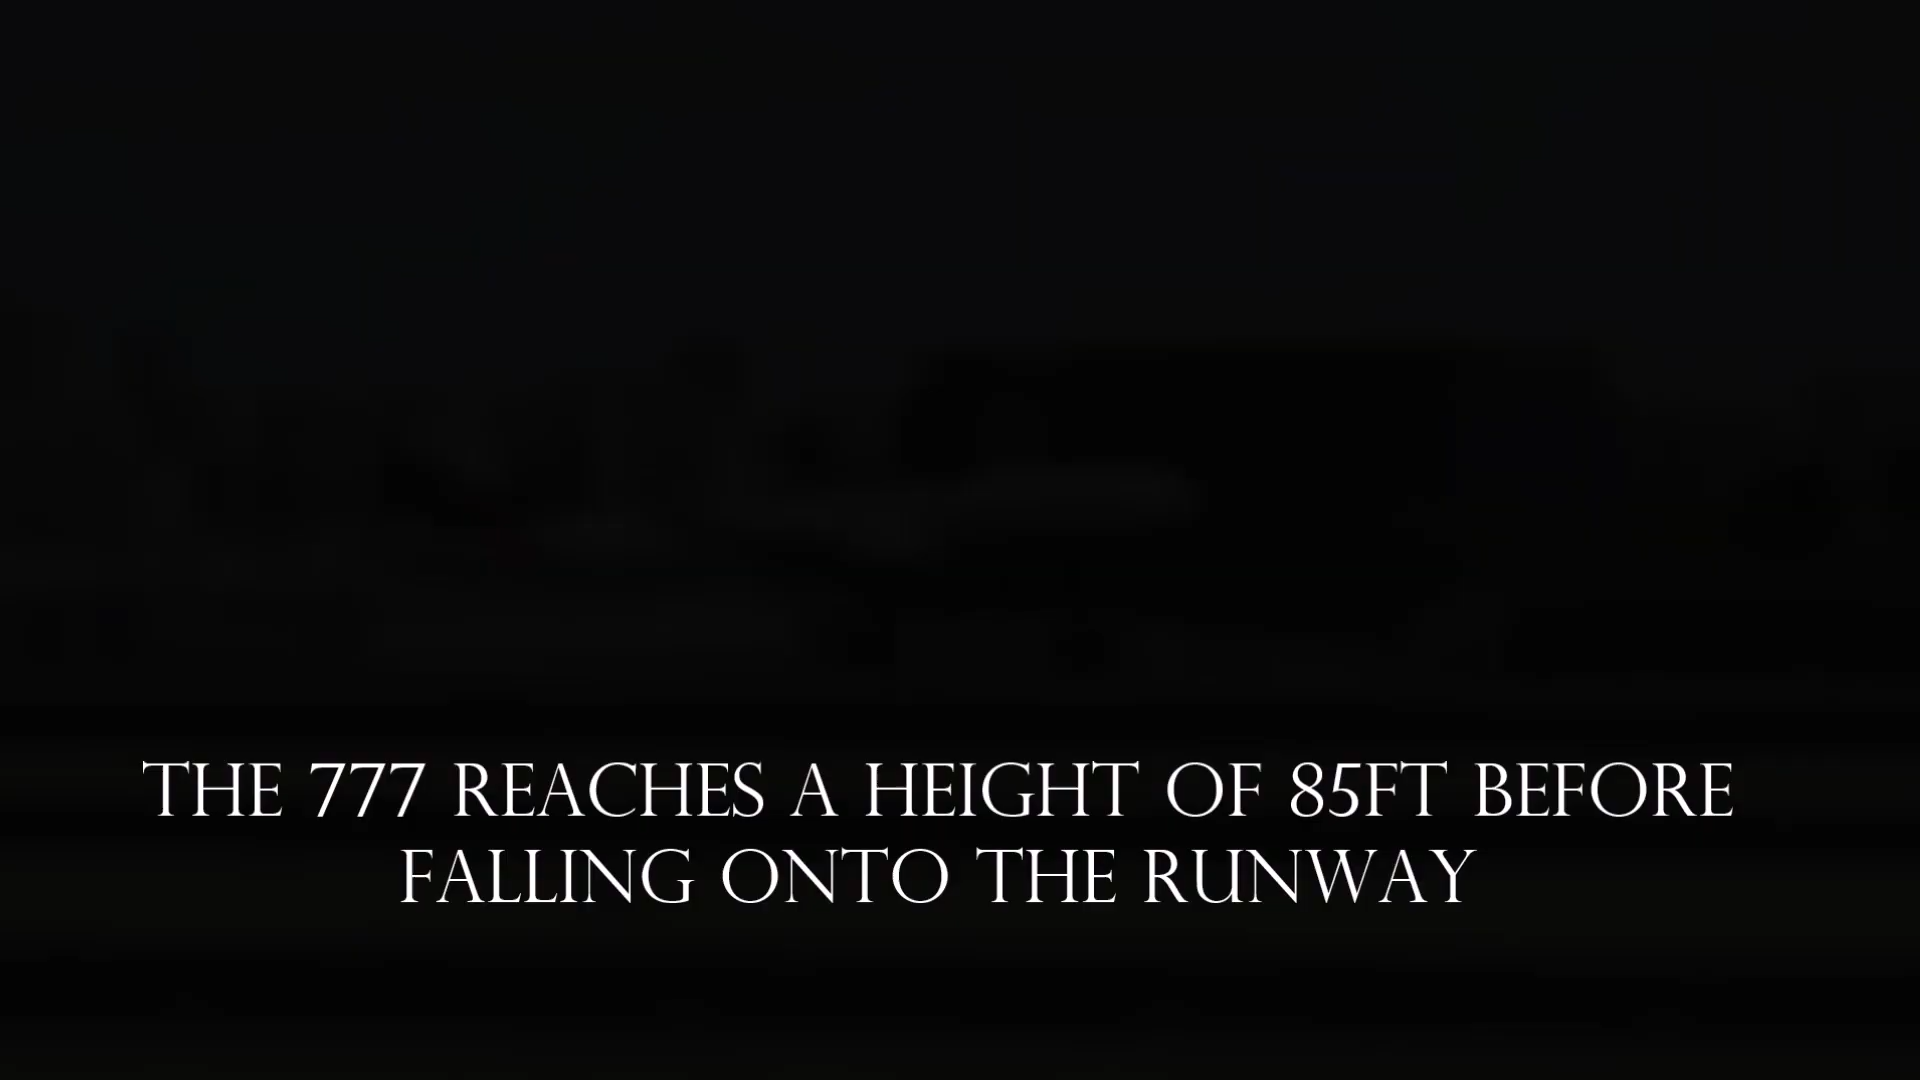 THE 777 REACHES A HEIGHT OF 85FT BEFORE
FALLING ONTO THE RUNWAY